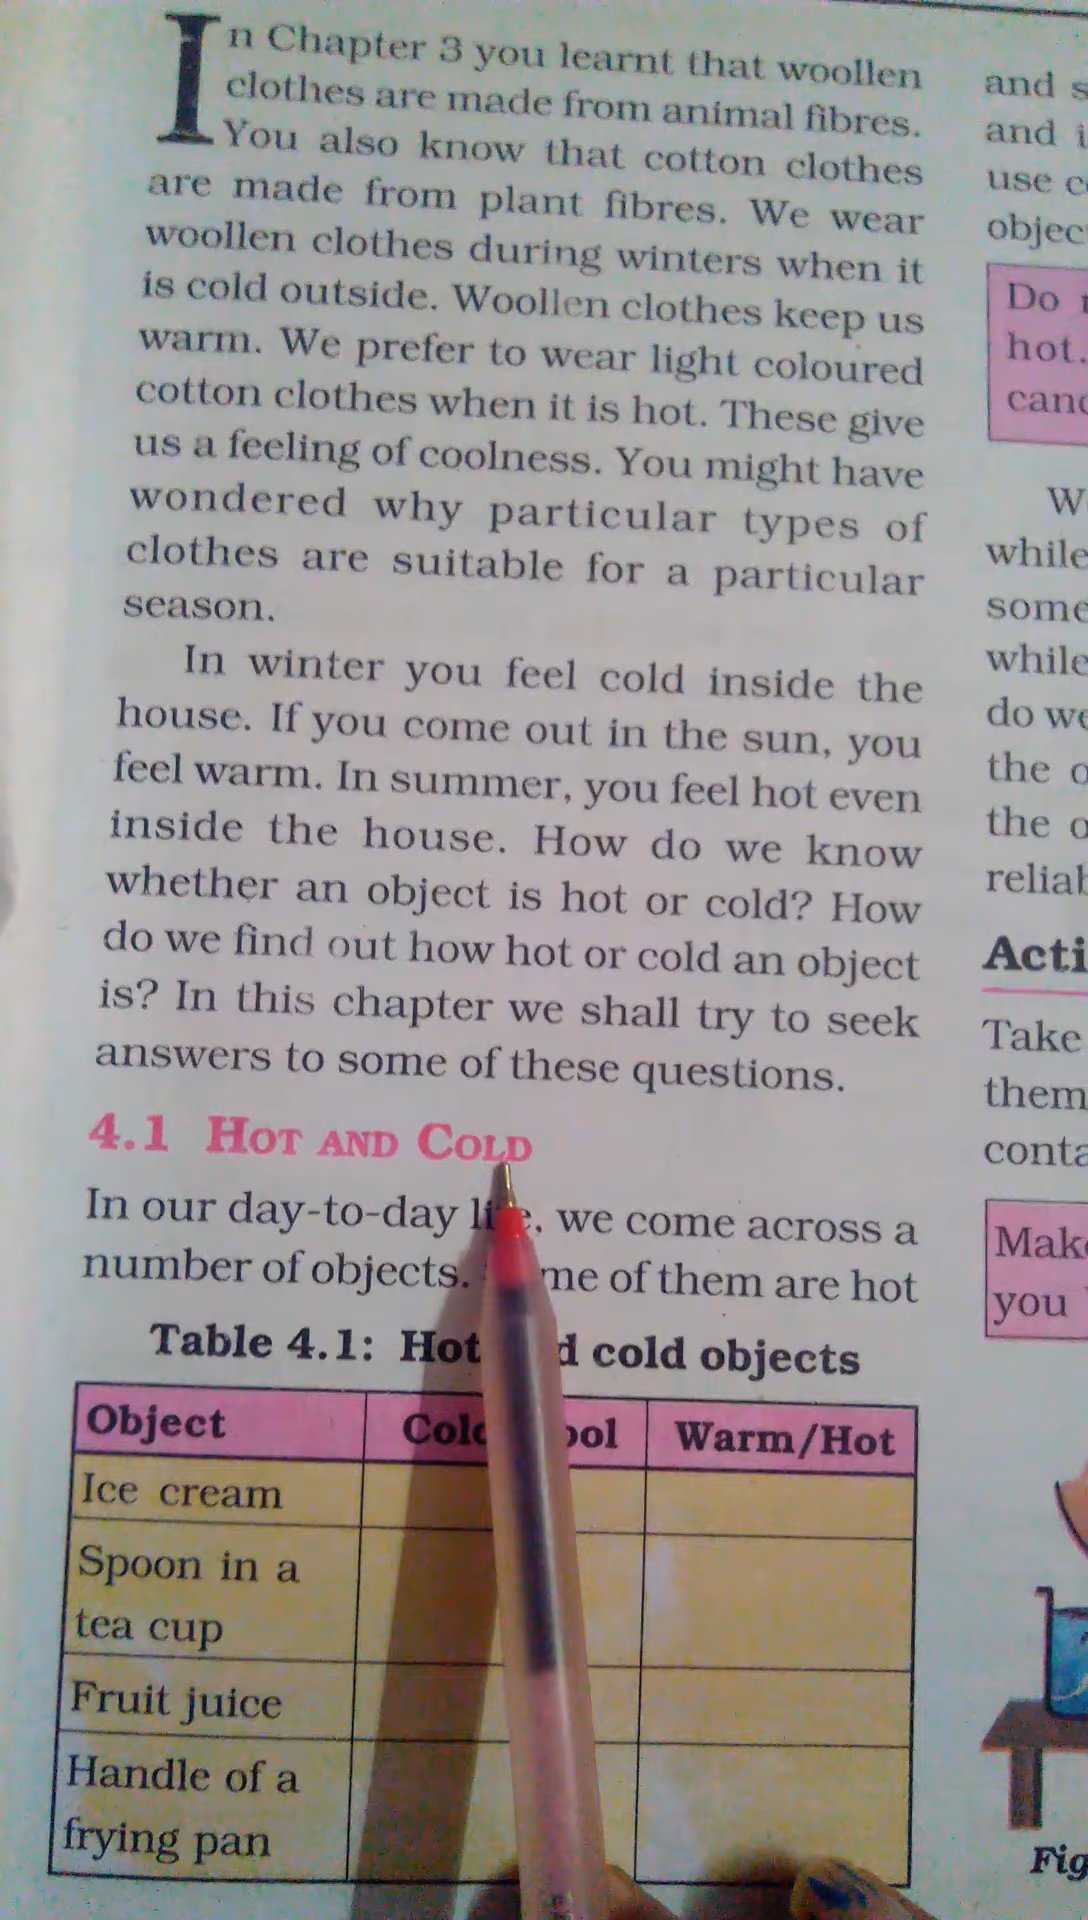 In Chapter 3 you learnt that woollen
clothes are made from animal fibres.
You also know that cotton clothes
are made from plant fibres. We wear
woollen clothes during winters when it
is cold outside. Woollen clothes keep us
warm. We prefer to wear light coloured
cotton clothes when it is hot. These give
us a feeling of coolness. You might have
wondered why particular types of
clothes are suitable for a particular
season.
In winter you feel cold inside the
house. If you come out in the sun, you
feel warm. In summer, you feel hot even
inside the house. How do we know
whether an object is hot or cold? How
do we find out how hot or cold an object
is? In this chapter we shall try to seek
answers to some of these questions.
4.1 HOT AND COLD
In our day-to-day, we come across a
number of objects. of them are hot
Table 4.1: Hot cold objects
Object Warm/Hot
Ice cream
Spoon in a
tea cup
Fruit juice
Handle of a
frying pan
and
and
use
Do
hot.
while
some
while
do
the
the
Take
them
you